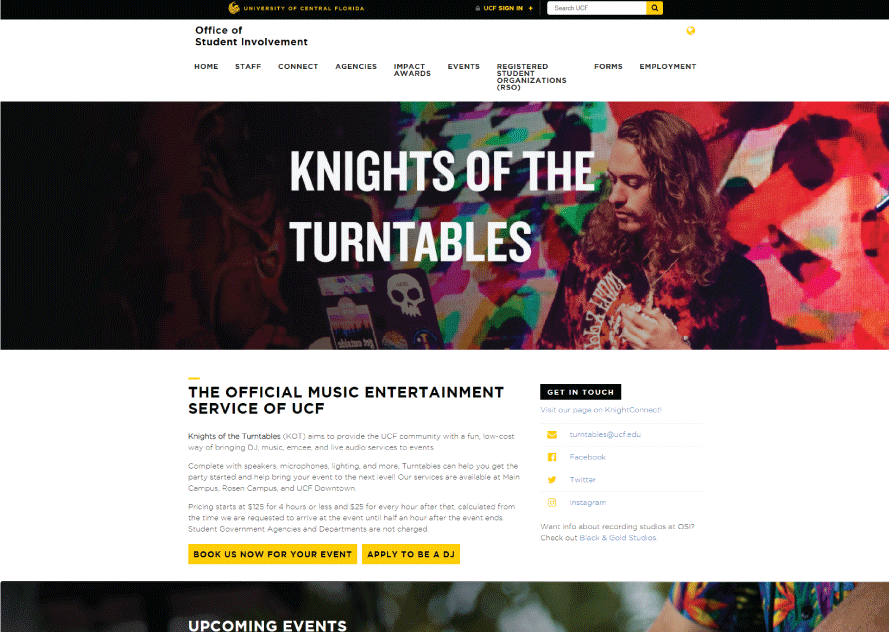 UNIVERSITY OF CENTRAL FLORIDA
UCF SIGN IN +
Search UCF
Office of
Student Involvement
HOME
STAFF
CONNECT
AGENCIES
IMPACT
AWARDS
EVENTS
REGISTERED
STUDENT
ORGANIZATIONS
(RSO)
FORMS
EMPLOYMENT
KNIGHTS OF THE
TURNTABLES
THE OFFICIAL MUSIC ENTERTAINMENT
SERVICE OF UCF
Knights of the Turntables (KOT) aims to provide the UCF community with a fun, low-cost
way of bringing DJ, music, emcee, and live audio services to events.
Complete with speakers, microphones, lighting, and more, Turntables can help you get the
party started and help bring your event to the next level! Our services are available at Main
Campus, Rosen Campus, and UCF Downtown.
Pricing starts at $125 for 4 hours or less and $25 for every hour after that, calculated from
the time we are requested to arrive at the event until half an hour after the event ends.
Student Government Agencies and Departments are not charged.
BOOK US NOW FOR YOUR EVENT
APPLY TO BE A DJ
GET IN TOUCH
Visit our page on KnightConnect!
turntables@ucf.edu
Facebook
Twitter
Instagram
Want info about recording studios at OSI?
Check out Black & Gold Studios.
UPCOMING EVENTS